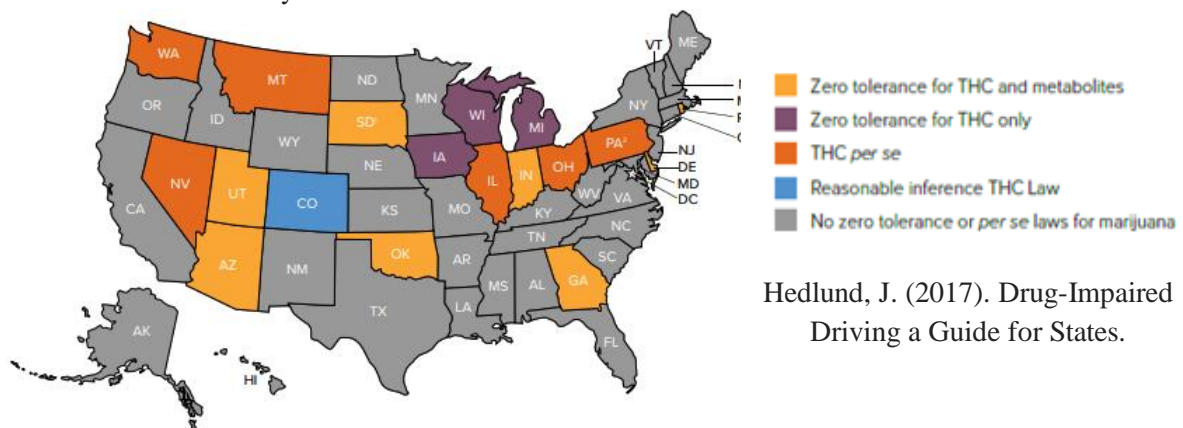 WA
MT
ND
MN
VT
ME
OR
ID
WY
SD¹
WI
MI
NY
NV
UT
CO
NE
IA
IL
IN
OH
PA²
NJ
DE
MD
DC
CA
KS
MO
KY
WV
VA
AZ
NM
OK
AR
TN
NC
SC
TX
LA
MS
AL
GA
FL
AK
HI
Zero tolerance for THC and metabolites
Zero tolerance for THC only
THC per se
Reasonable inference THC Law
No zero tolerance or per se laws for marijuana
Hedlund, J. (2017). Drug-Impaired
Driving a Guide for States.